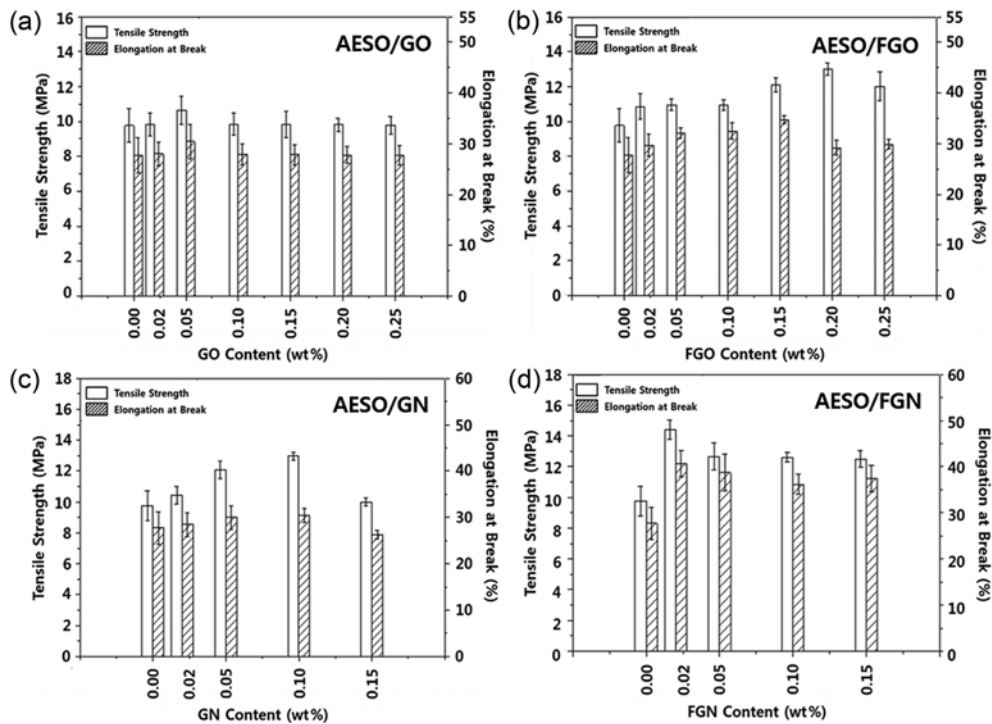 (a)
AESO/GO
Tensile Strength
Elongation at Break
Tensile Strength (MPa)
16
14
12
10
8
6
4
2
0
Elongation at Break (%)
55
50
40
30
20
10
0
0.00 0.02 0.05 0.10 0.15 0.20 0.25
GO Content (wt%)
(b)
AESO/FGO
Tensile Strength
Elongation at Break
Tensile Strength (MPa)
16
14
12
10
8
6
4
2
0
Elongation at Break (%)
55
50
40
30
20
10
0
0.00 0.02 0.05 0.10 0.15 0.20 0.25
FGO Content (wt%)
(c)
AESO/GN
Tensile Strength
Elongation at Break
Tensile Strength (MPa)
18
16
14
12
10
8
6
4
2
0
Elongation at Break (%)
60
50
40
30
20
10
0
0.00 0.02 0.05 0.10 0.15
GN Content (wt%)
(d)
AESO/FGN
Tensile Strength
Elongation at Break
Tensile Strength (MPa)
18
16
14
12
10
8
6
4
2
0
Elongation at Break (%)
60
50
40
30
20
10
0
0.00 0.02 0.05 0.10 0.15
FGN Content (wt%)